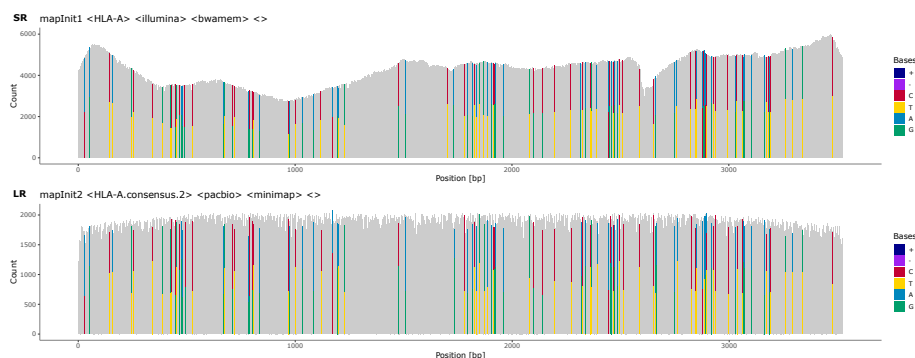 SR mapInit1 <HLA-A> <illumina> <bwamem> <>
6000
4000
2000
0
Count
0 1000 2000 3000
Position [bp]
Bases
+
-
C
T
A
G
LR mapInit2 <HLA-A.consensus.2> <pacbio> <minimap> <>
2000
1500
1000
500
0
Count
0 1000 2000 3000
Position [bp]
Bases
+
-
C
T
A
G